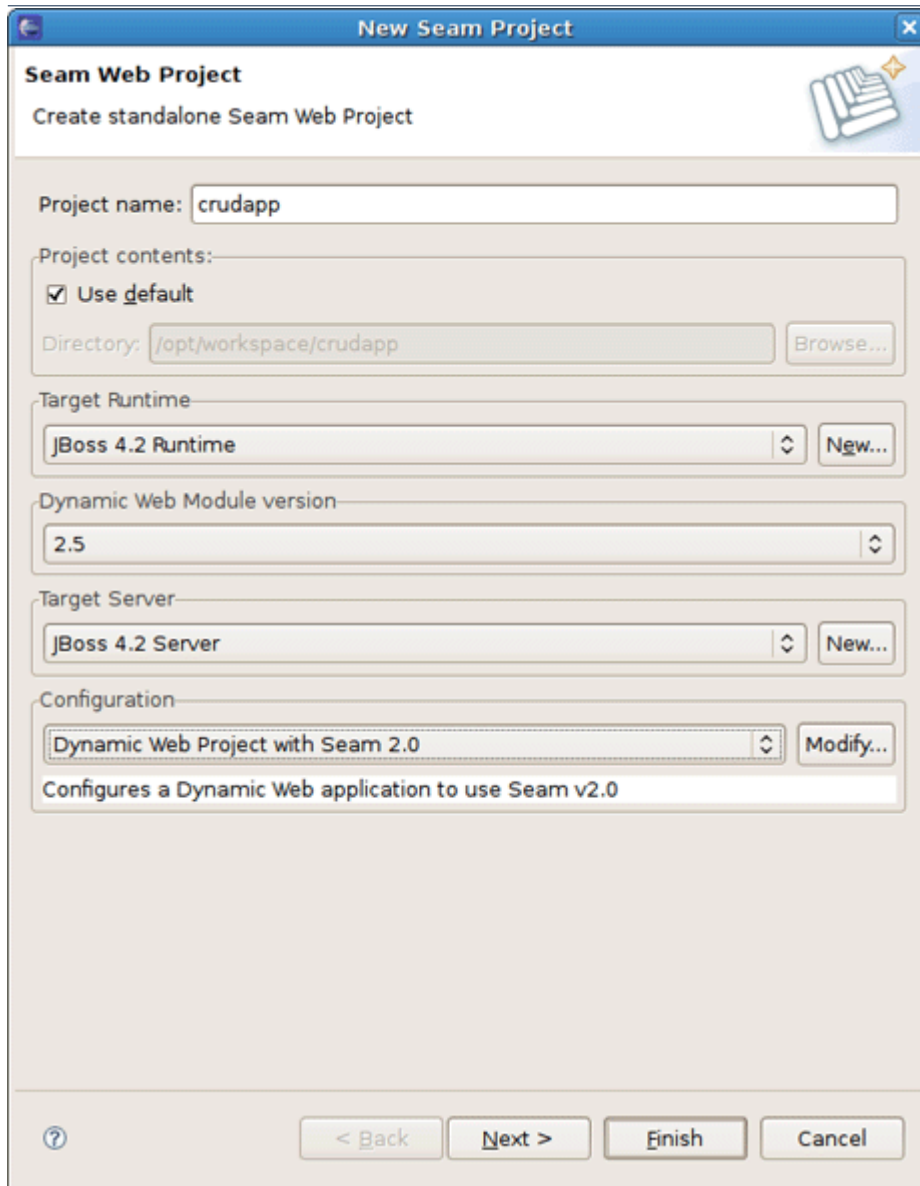 New Seam Project
Seam Web Project
Create standalone Seam Web Project
Project name: crudapp
Project contents:
Use default
Directory: /opt/workspace/crudapp Browse...
Target Runtime
JBoss 4.2 Runtime New...
Dynamic Web Module version
2.5
Target Server
JBoss 4.2 Server New...
Configuration
Dynamic Web Project with Seam 2.0 Modify...
Configures a Dynamic Web application to use Seam v2.0
? < Back Next > Finish Cancel